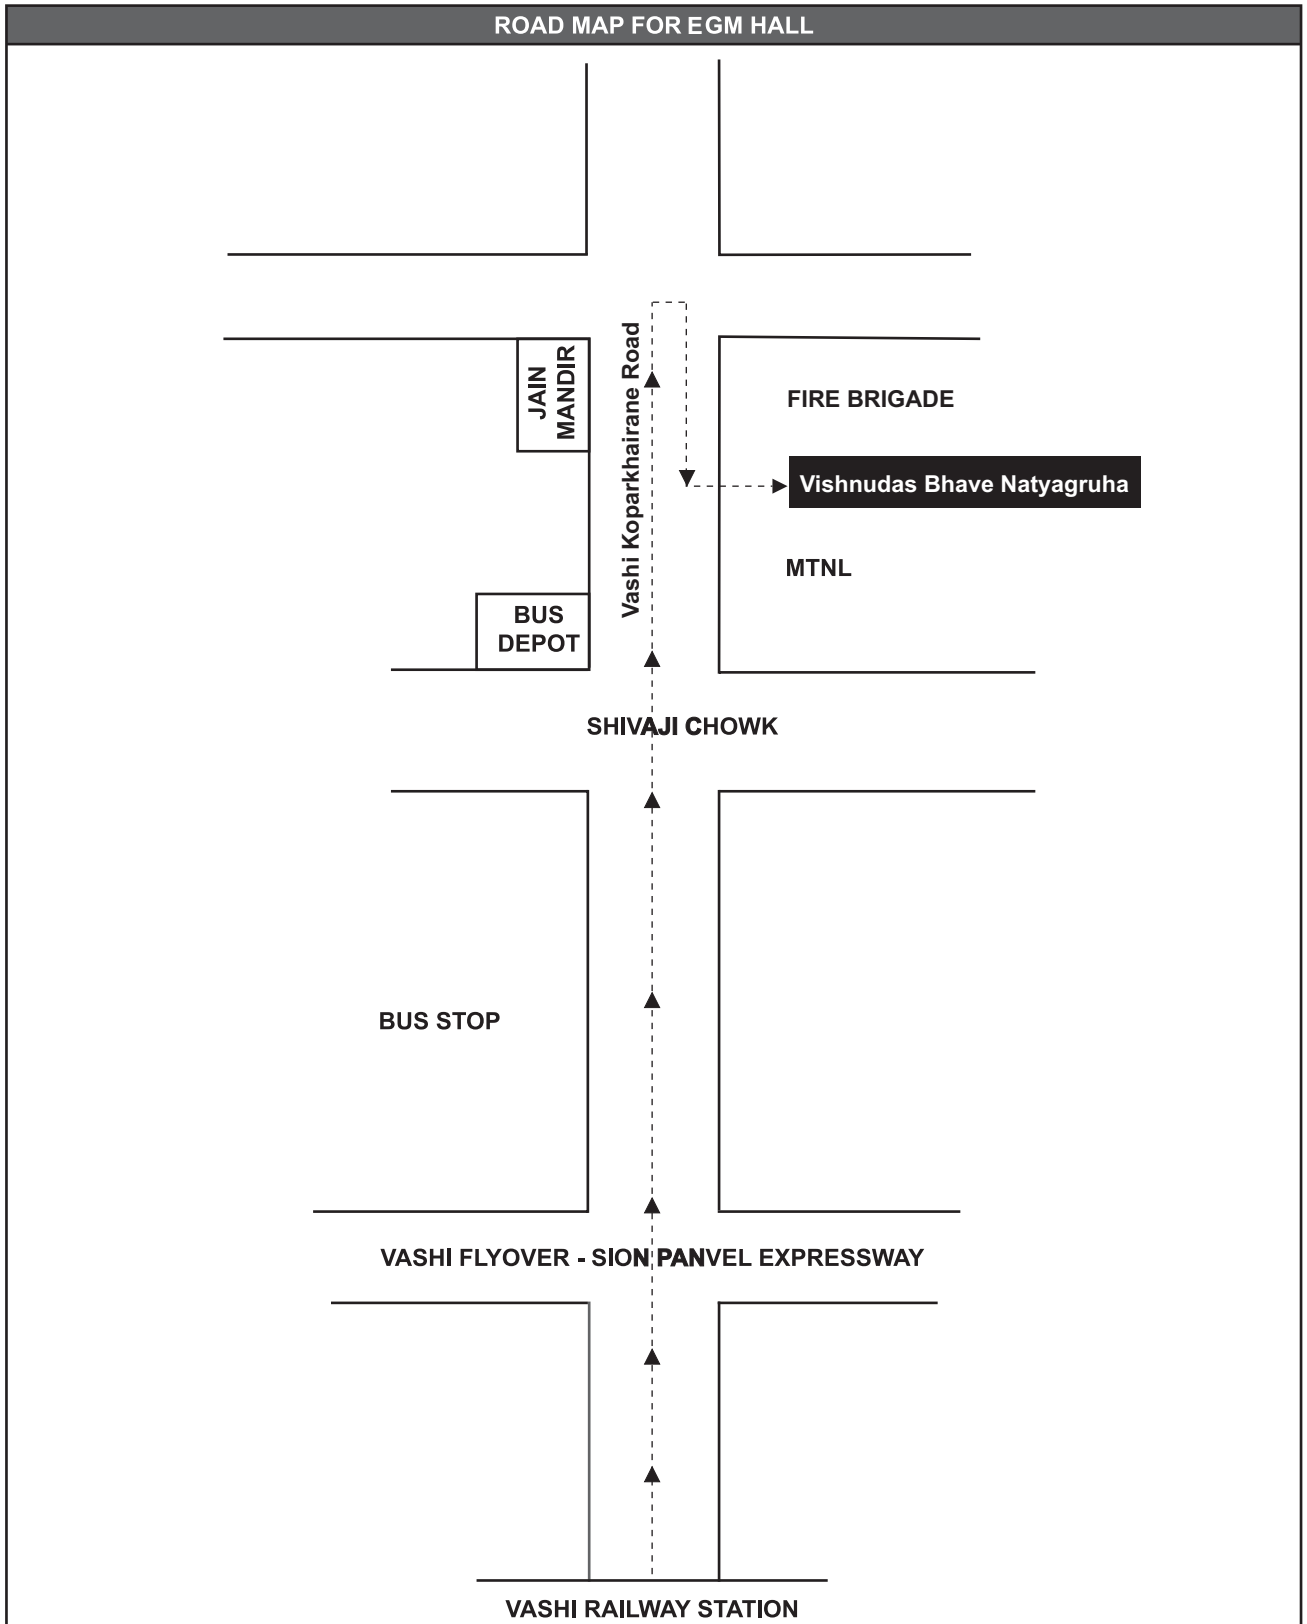 ROAD MAP FOR EGM HALL
JAIN
MANDIR
Vashi Koparkhairane Road
FIRE BRIGADE
Vishnudas Bhave Natyagruha
MTNL
BUS
DEPOT
SHIVAJI CHOWK
BUS STOP
VASHI FLYOVER - SION PANVEL EXPRESSWAY
VASHI RAILWAY STATION